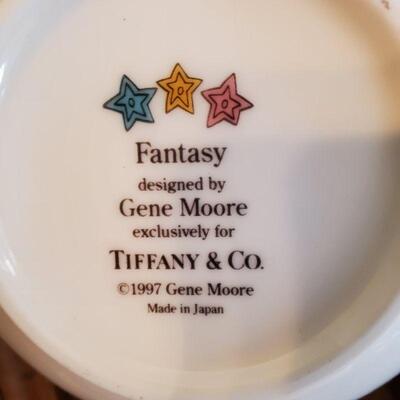 Fantasy
designed by
Gene Moore
exclusively for
TIFFANY & CO.
©1997 Gene Moore
Made in Japan